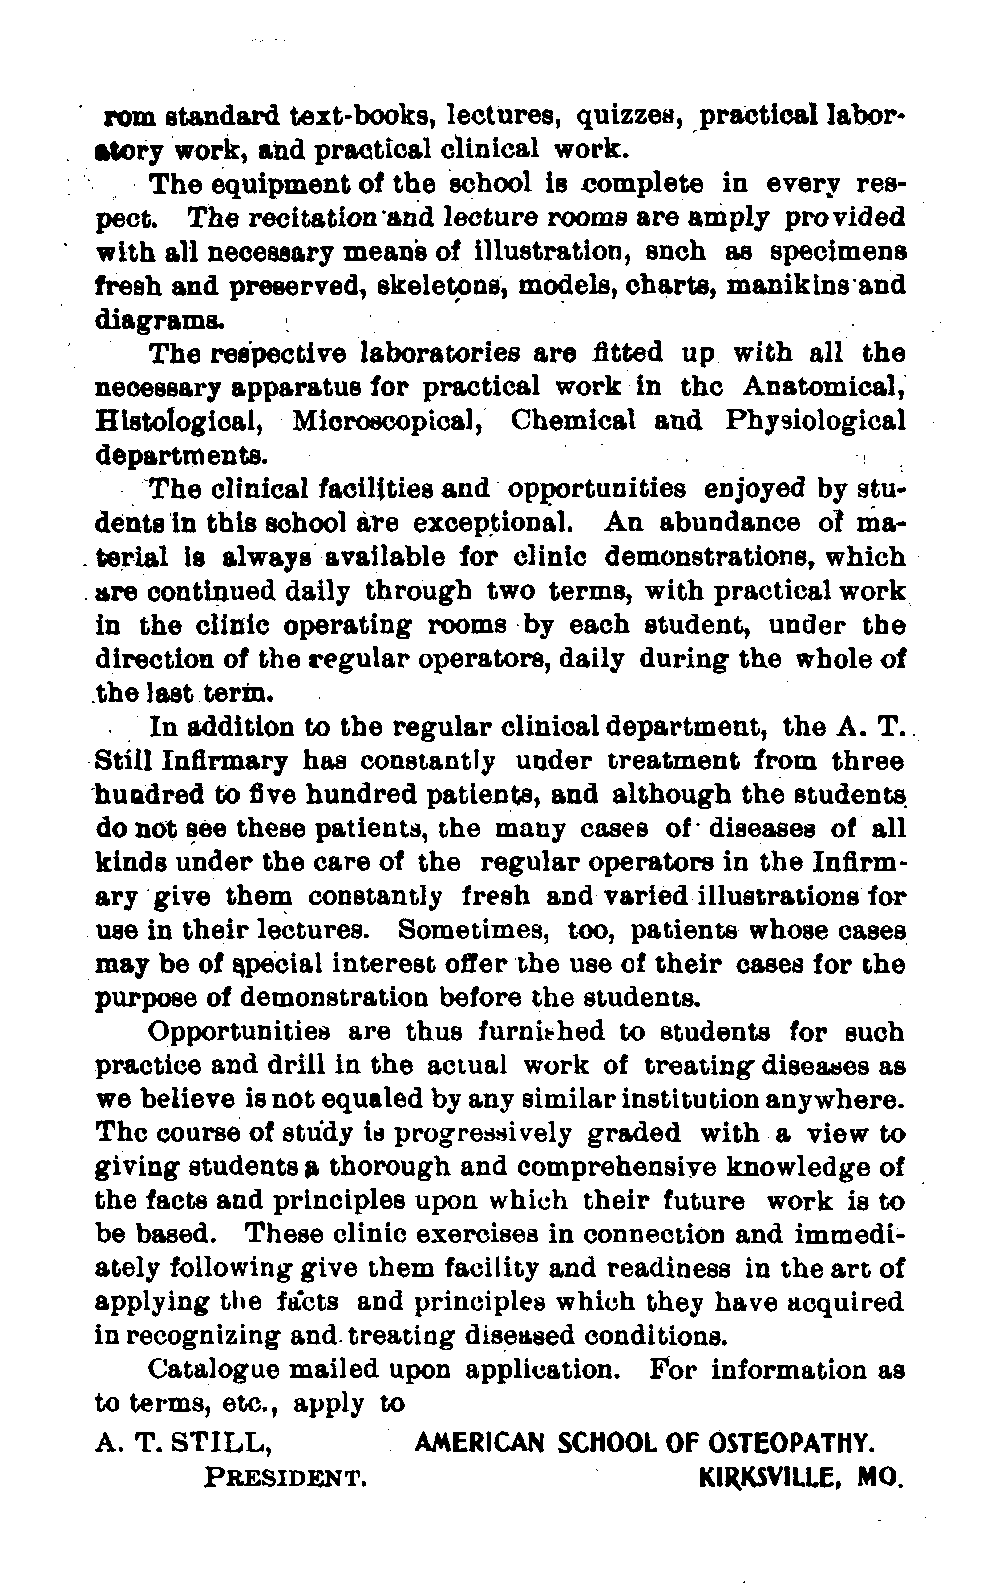 rom standard text-books, lectures, quizzes, practical labor-
atory work, and practical clinical work.
The equipment of the school is complete in every res-
pect. The recitation and lecture rooms are amply provided
with all necessary means of illustration, snch as specimens
fresh and preserved, skeletons, models, charts, manikins and
diagrams.
The respective laboratories are fitted up with all the
necessary apparatus for practical work in thc Anatomical,
Histological, Microscopical, Chemical and Physiological
departments.
The clinical facilities and opportunities enjoyed by stu-
dents in this school are exceptional. An abundance of ma-
terial is always available for clinic demonstrations, which
are continued daily through two terms, with practical work
in the clinic operating rooms by each student, under the
direction of the regular operators, daily during the whole of
the last term.
In addition to the regular clinical department, the A. T.
Still Infirmary has constantly under treatment from three
hundred to five hundred patients, and although the students
do not see these patients, the many cases of diseases of all
kinds under the care of the regular operators in the Infirm-
ary give them constantly fresh and varied illustrations for
use in their lectures. Sometimes, too, patients whose cases
may be of special interest offer the use of their cases for the
purpose of demonstration before the students.
Opportunities are thus furnished to students for such
practice and drill in the actual work of treating diseases as
we believe is not equaled by any similar institution anywhere.
Thc course of study is progressively graded with a view to
giving students a thorough and comprehensive knowledge of
the facts and principles upon which their future work is to
be based. These clinic exercises in connection and immedi-
ately following give them facility and readiness in the art of
applying the facts and principles which they have acquired
in recognizing and treating diseased conditions.
Catalogue mailed upon application. For information as
to terms, etc., apply to
A. T. STILL, AMERICAN SCHOOL OF OSTEOPATHY.
PRESIDENT. KIRKSVILLE, MO.